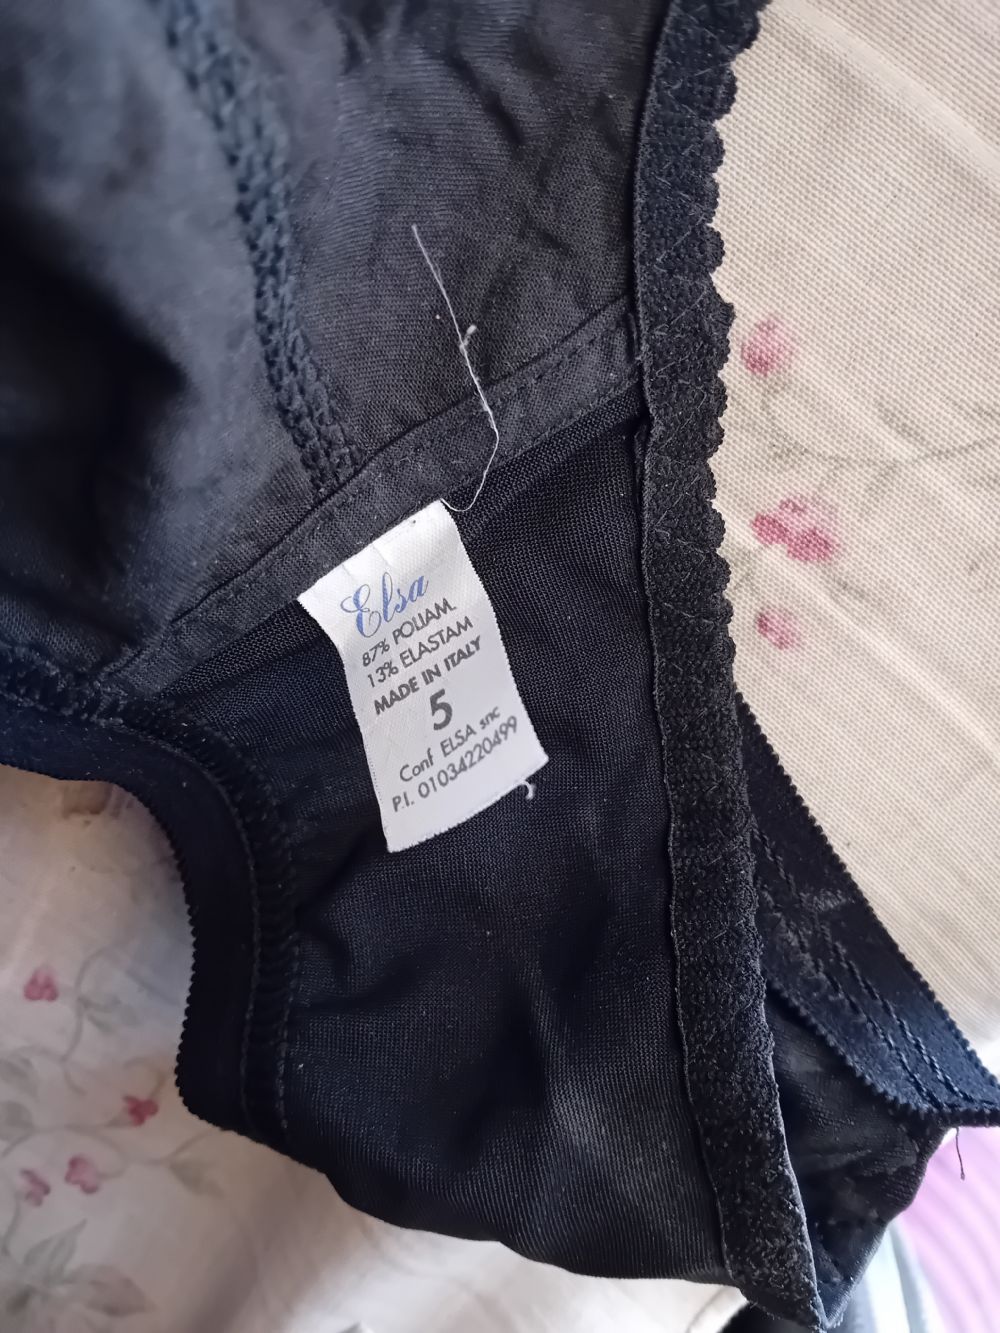 Elsa
87% POLIAM.
13% ELASTAM
MADE IN ITALY
5
Conf ELSA snc
P.I. 01034220499